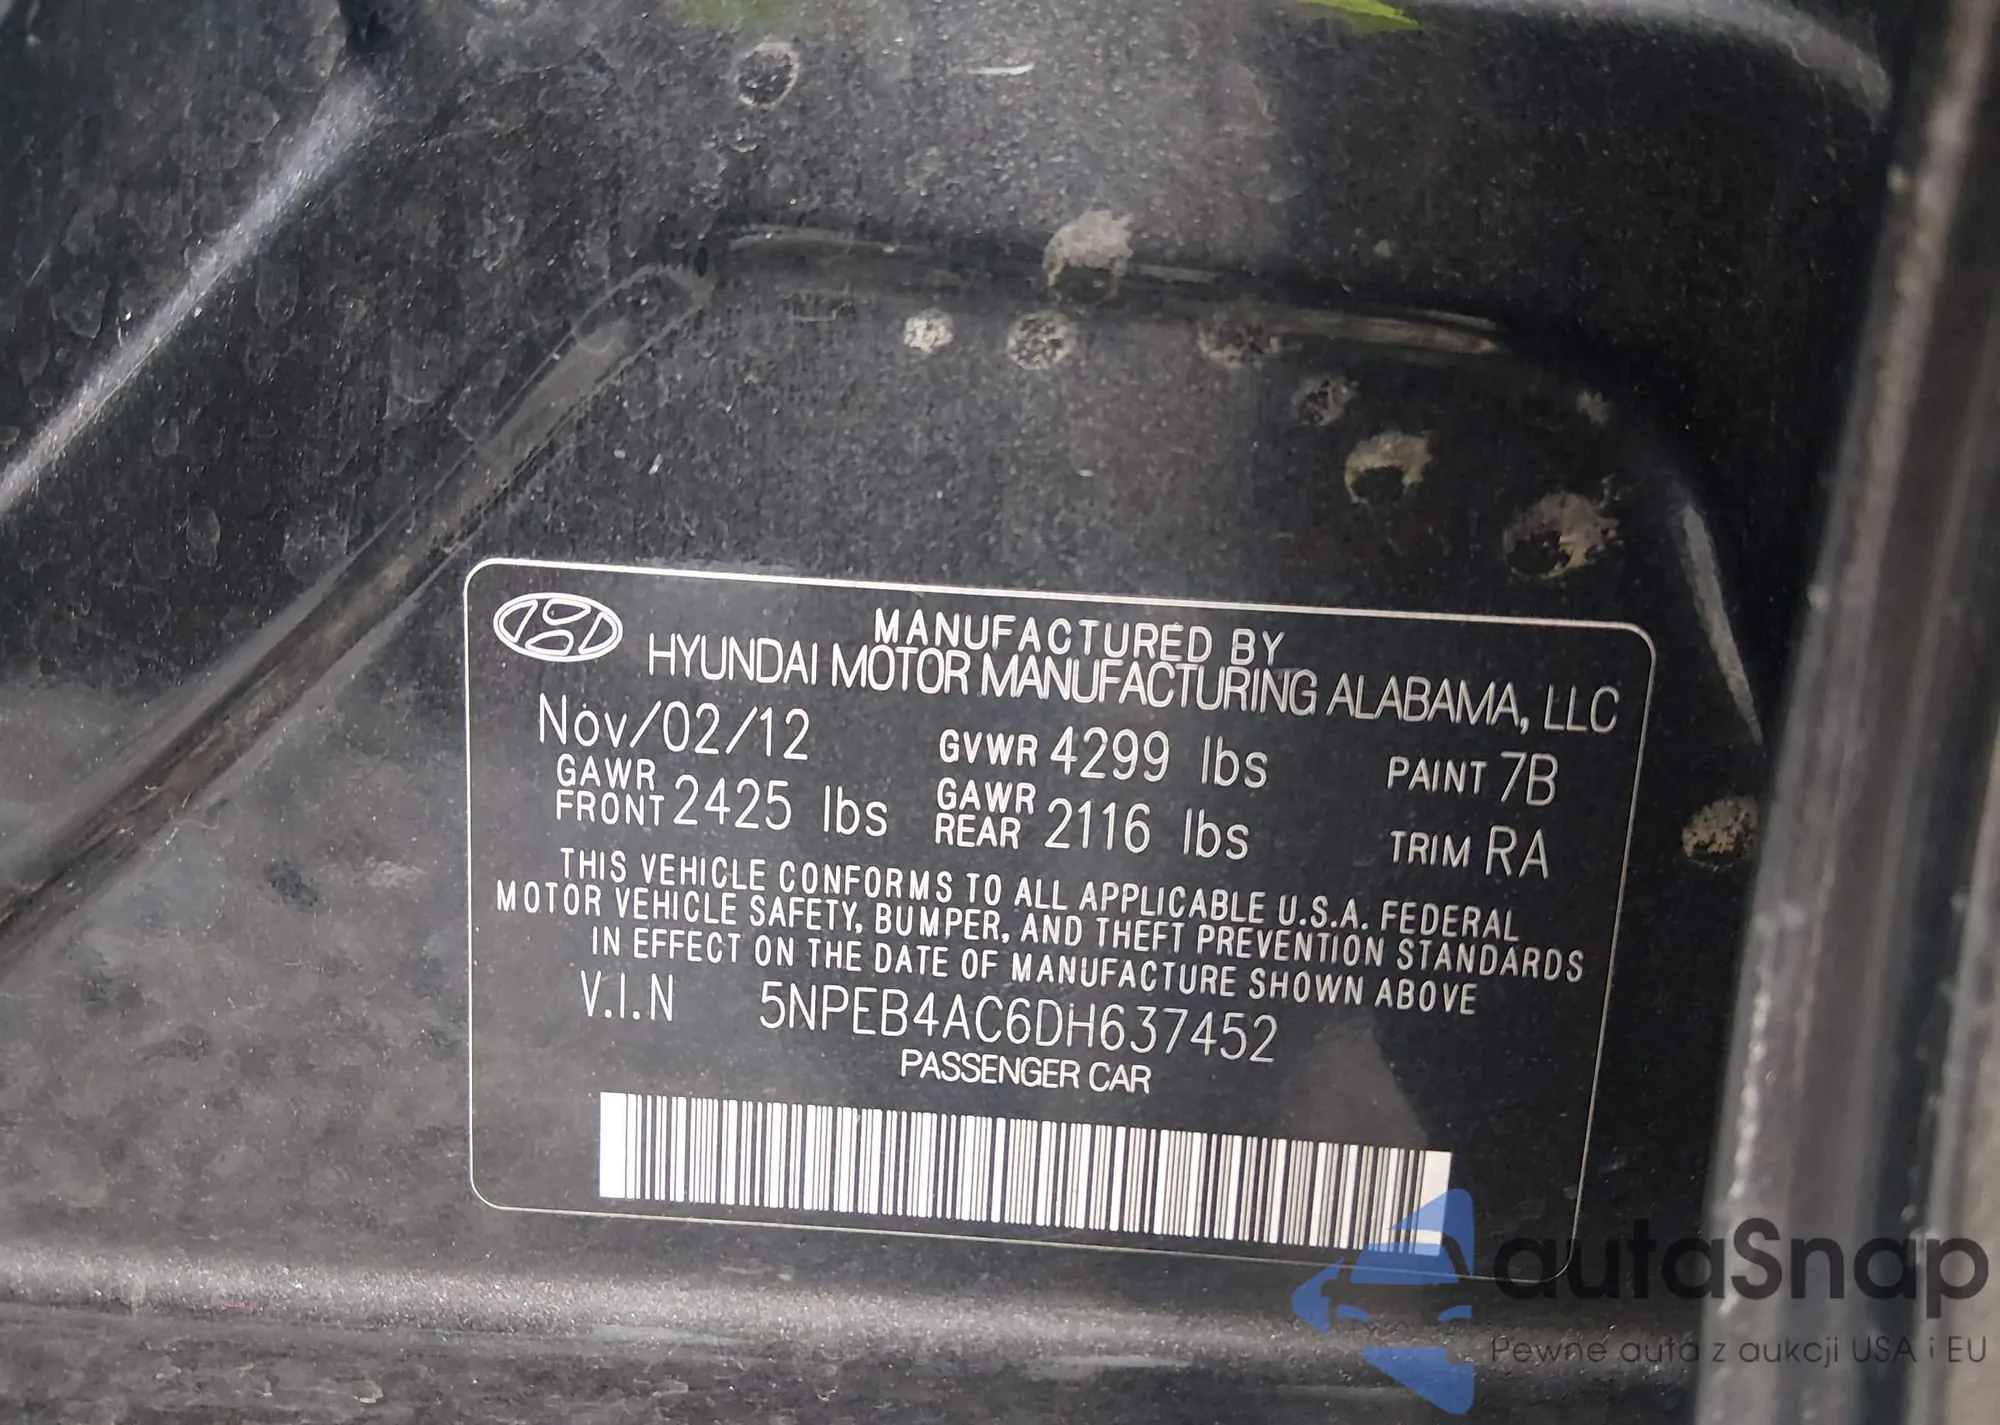 MANUFACTURED BY
HYUNDAI MOTOR MANUFACTURING ALABAMA, LLC
Nov/02/12 GVWR 4299 lbs PAINT 7B
GAWR FRONT 2425 lbs GAWR REAR 2116 lbs TRIM RA
THIS VEHICLE CONFORMS TO ALL APPLICABLE U.S.A. FEDERAL
MOTOR VEHICLE SAFETY, BUMPER, AND THEFT PREVENTION STANDARDS
IN EFFECT ON THE DATE OF MANUFACTURE SHOWN ABOVE
V.I.N 5NPEB4AC6DH637452
PASSENGER CAR
autaSnap
Pewne auta z aukcji USA i EU